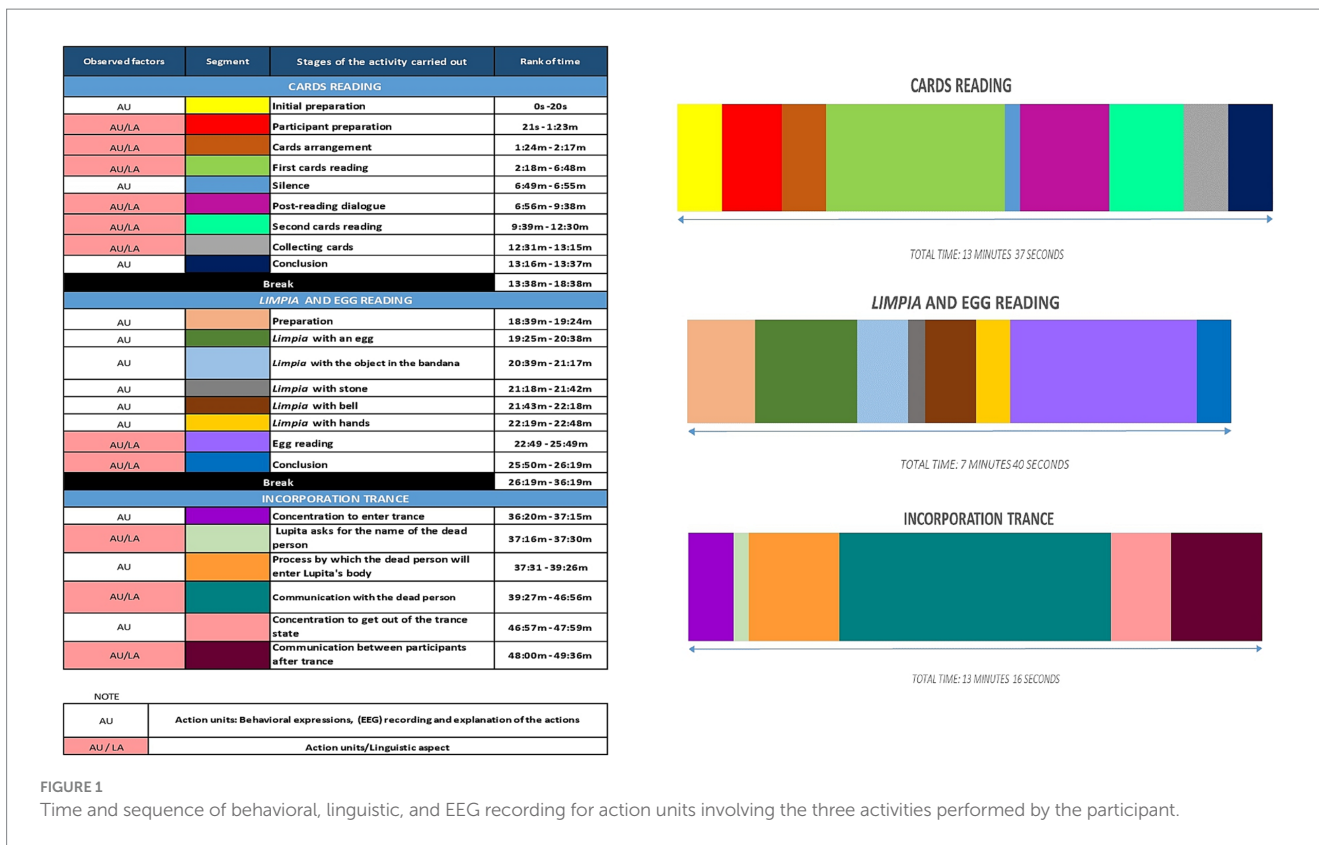 Observed factors Segment Stages of the activity carried out Rank of time
CARDS READING
AU Initial preparation 0s-20s
AU/LA Participant preparation 21s - 1:23m
AU/LA Cards arrangement 1:24m - 2:17m
AU/LA First cards reading 2:18m - 6:48m
AU Silence 6:49m - 6:55m
AU/LA Post-reading dialogue 6:56m - 9:38m
AU/LA Second cards reading 9:39m - 12:30m
AU/LA Collecting cards 12:31m - 13:15m
AU Conclusion 13:16m - 13:37m
Break 13:38m - 18:38m
LIMPIA AND EGG READING
AU Preparation 18:39m - 19:24m
AU Limpia with an egg 19:25m - 20:38m
AU Limpia with the object in the bandana 20:39m - 21:17m
AU Limpia with stone 21:18m - 21:42m
AU Limpia with bell 21:43m - 22:18m
AU Limpia with hands 22:19m - 22:48m
AU/LA Egg reading 22:49 - 25:49m
AU/LA Conclusion 25:50m - 26:19m
Break 26:19m - 36:19m
INCORPORATION TRANCE
AU Concentration to enter trance 36:20m - 37:15m
AU/LA Lupita asks for the name of the dead
person 37:16m - 37:30m
AU Process by which the dead person will
enter Lupita's body 37:31 - 39:26m
AU/LA Communication with the dead person 39:27m - 46:56m
AU Concentration to get out of the trance
state 46:57m - 47:59m
AU/LA Communication between participants
after trance 48:00m - 49:36m
NOTE
AU Action units: Behavioral expressions, (EEG) recording and explanation of the actions
AU / LA Action units/Linguistic aspect
CARDS READING
TOTAL TIME: 13 MINUTES 37 SECONDS
LIMPIA AND EGG READING
TOTAL TIME: 7 MINUTES 40 SECONDS
INCORPORATION TRANCE
TOTAL TIME: 13 MINUTES 16 SECONDS
FIGURE 1
Time and sequence of behavioral, linguistic, and EEG recording for action units involving the three activities performed by the participant.